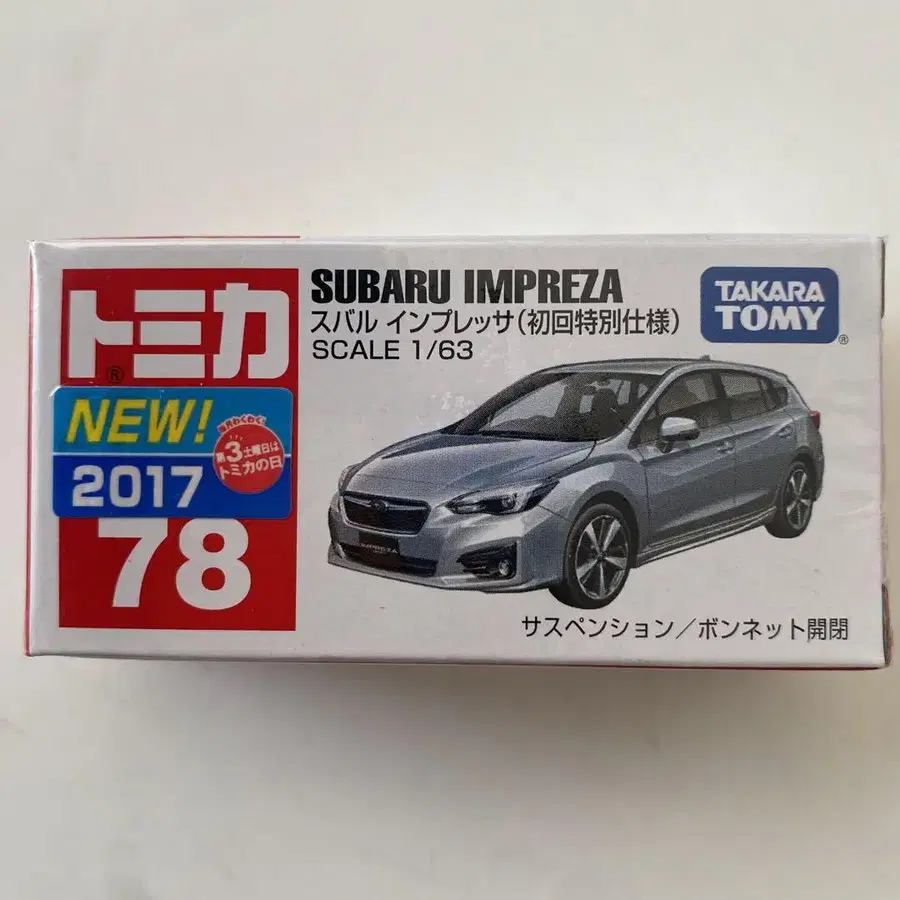 トミカ
®
NEW!
2017
毎月わくわく!
第3土曜日は
トミカの日
78
SUBARU IMPREZA
スバル インプレッサ(初回特別仕様)
SCALE 1/63
TAKARA
TOMY
®
IMPREZA
サスペンション/ボンネット開閉